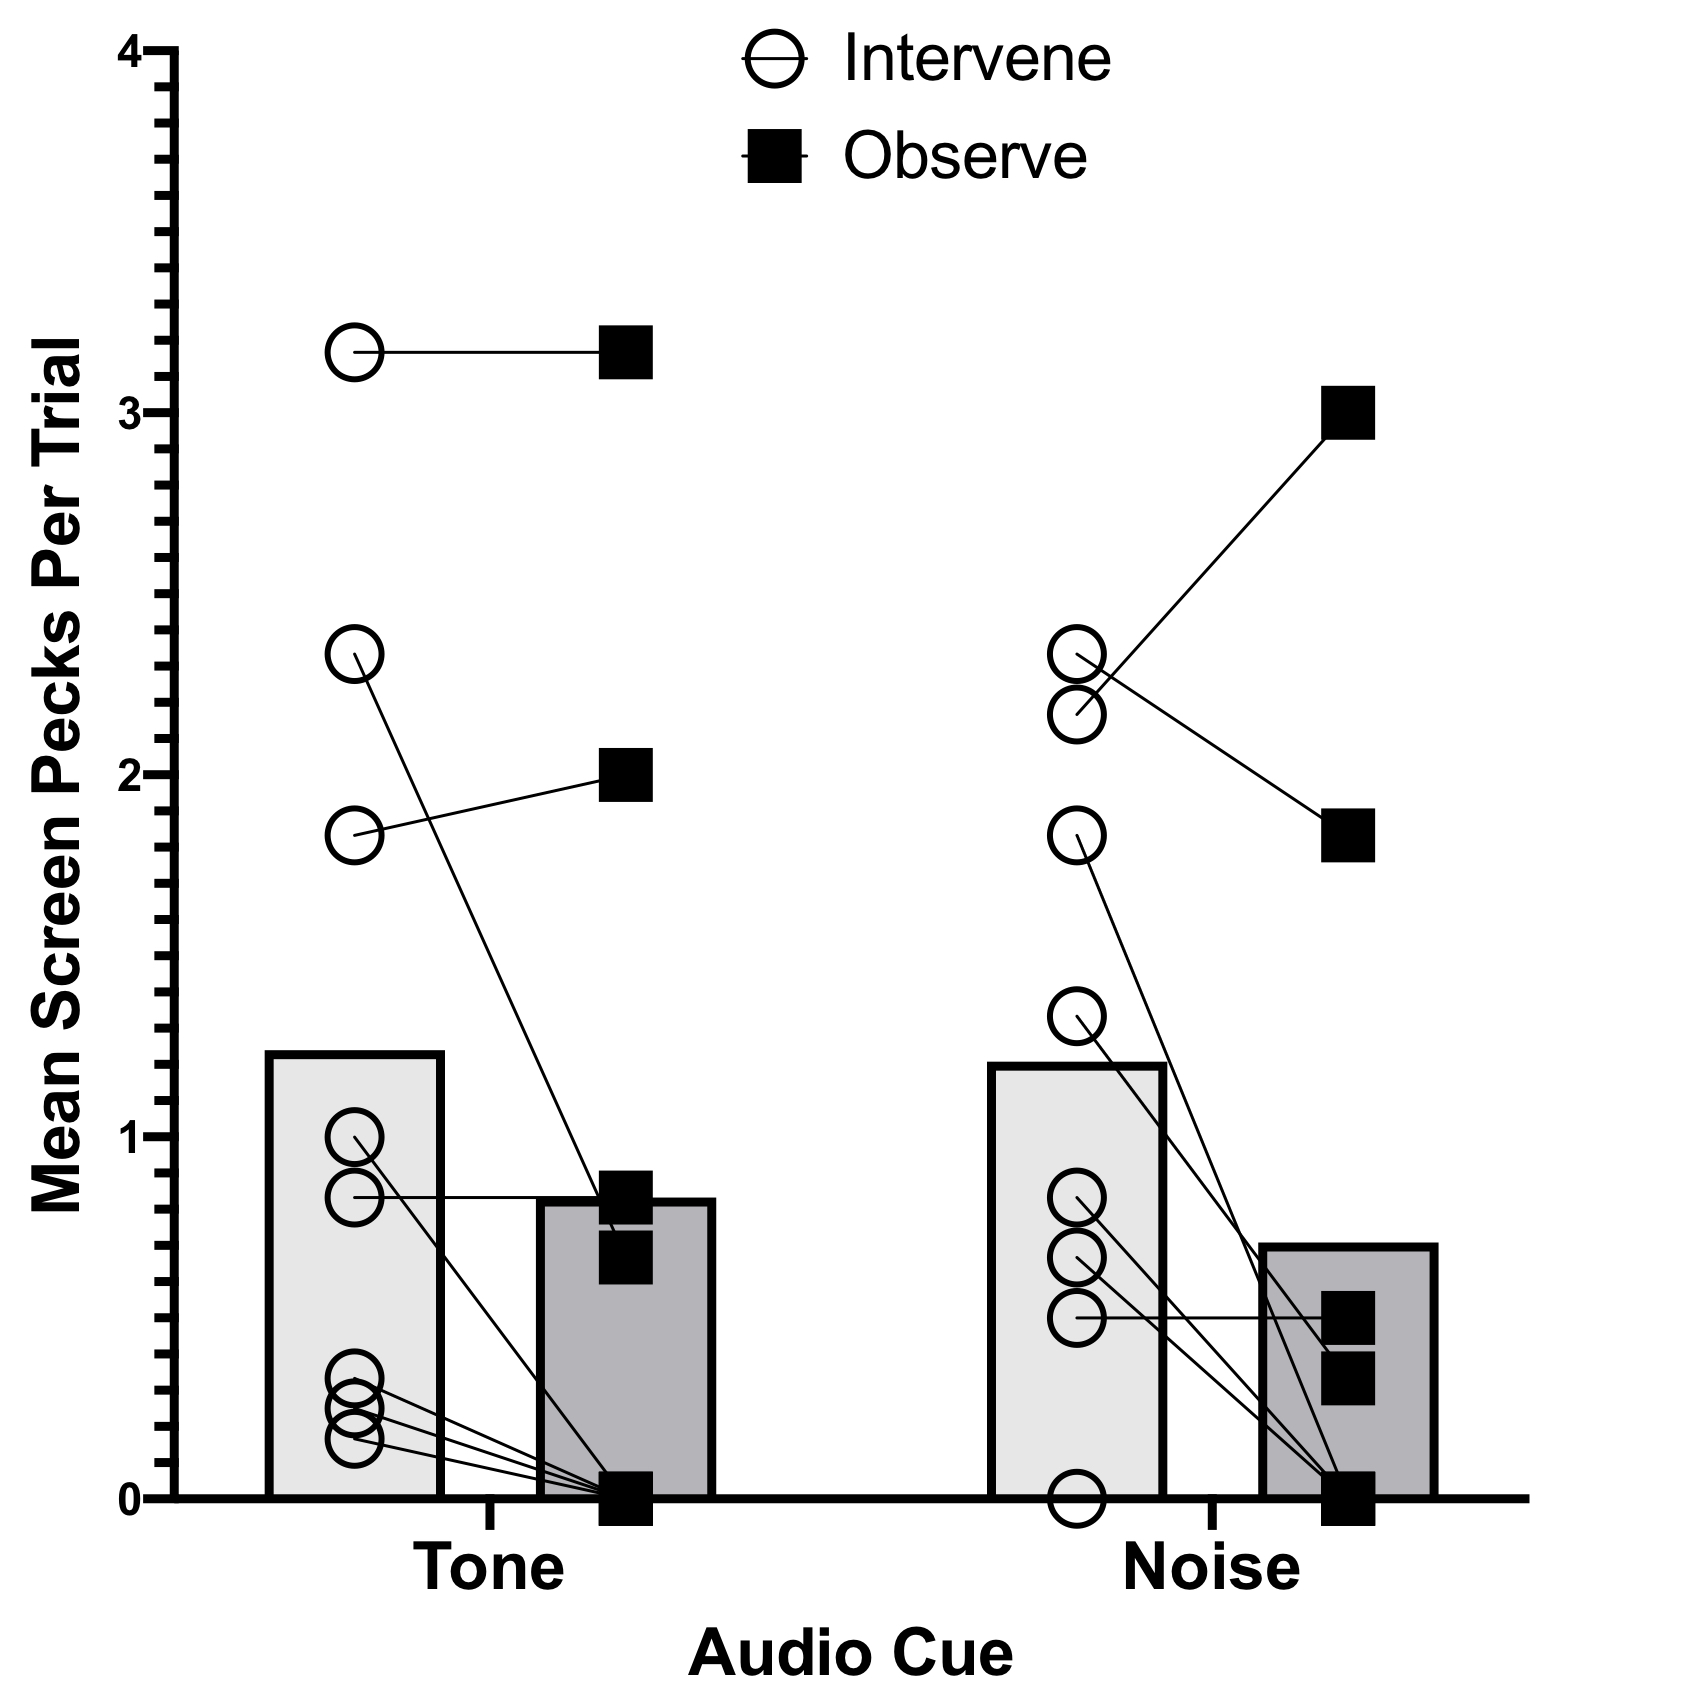 Intervene
Observe
Mean Screen Pecks Per Trial
4
3
2
1
0
Tone
Noise
Audio Cue